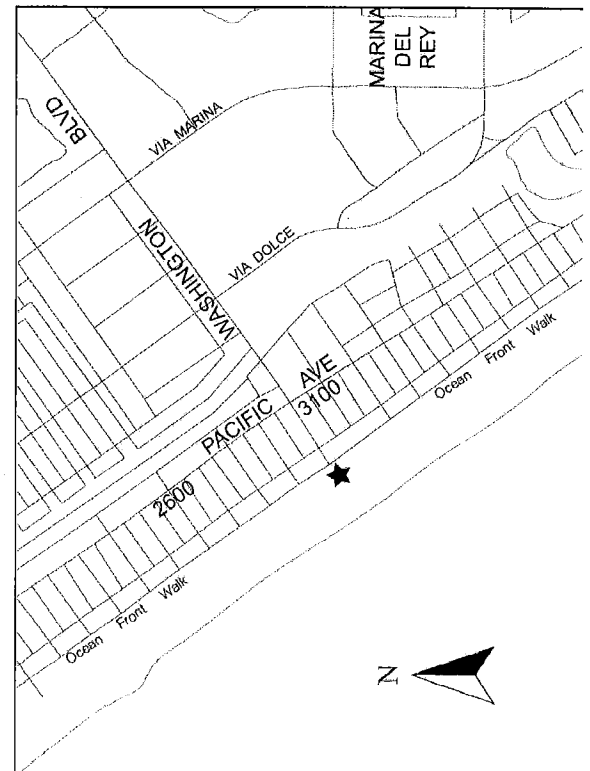 BLVD
MARINA
DEL
REY
VIA MARINA
WASHINGTON
VIA DOLCE
PACIFIC AVE
2600
3100
Ocean Front Walk
Ocean Front Walk
N